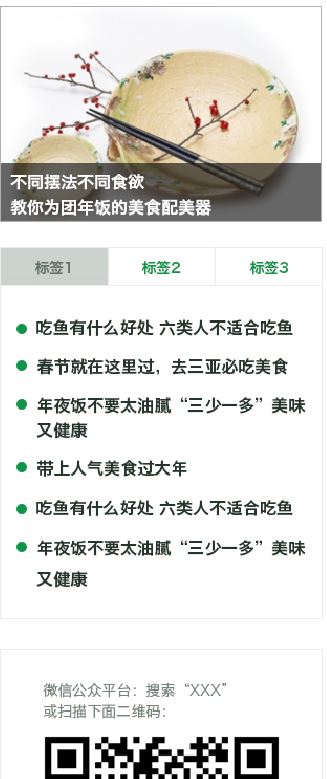 不同摆法不同食欲
教你为团年饭的美食配美器
标签1 标签2 标签3
吃鱼有什么好处 六类人不适合吃鱼
春节就在这里过，去三亚必吃美食
年夜饭不要太油腻“三少一多”美味
又健康
带上人气美食过大年
吃鱼有什么好处 六类人不适合吃鱼
年夜饭不要太油腻“三少一多”美味
又健康
微信公众平台：搜索“XXX”
或扫描下面二维码：